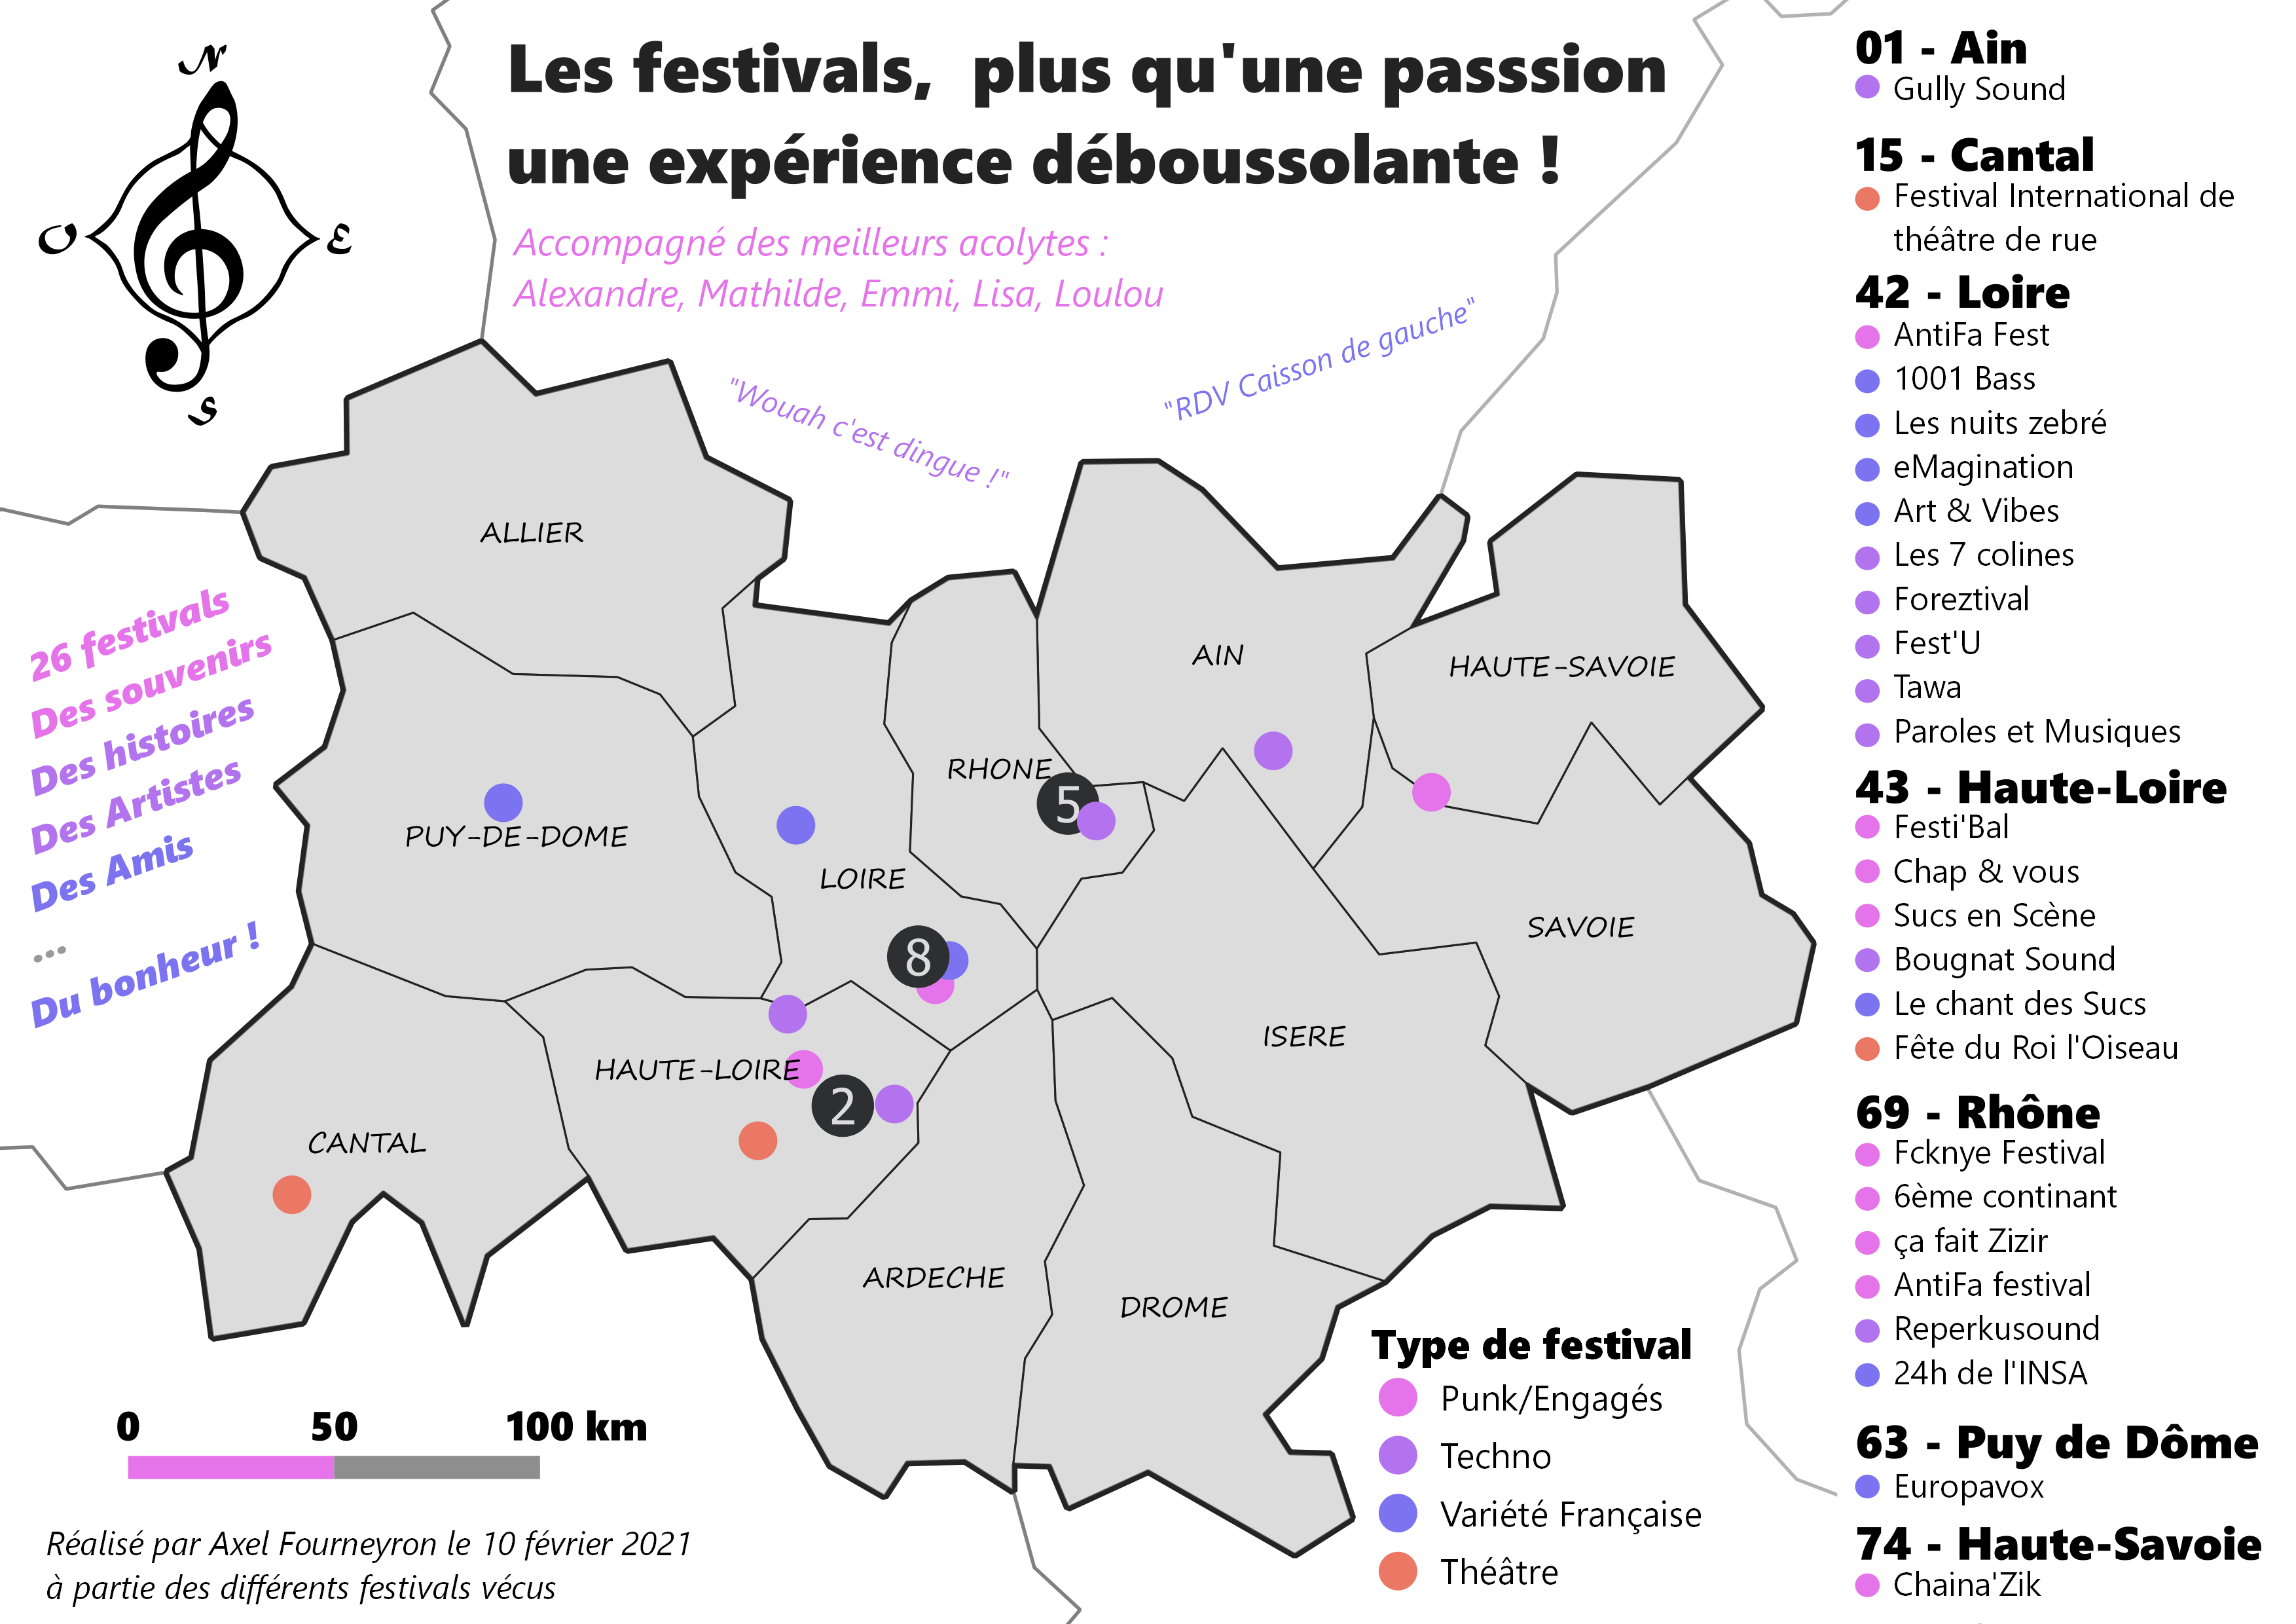 N
O
E
S
Les festivals,  plus qu'une passsion
une expérience déboussolante !
Accompagné des meilleurs acolytes :
Alexandre, Mathilde, Emmi, Lisa, Loulou
"Wouah c'est dingue !"
"RDV Caisson de gauche"
26 festivals
Des souvenirs
Des histoires
Des Artistes
Des Amis
...
Du bonheur !
ALLIER
AIN
HAUTE-SAVOIE
RHONE
5
PUY-DE-DOME
LOIRE
SAVOIE
8
ISERE
HAUTE-LOIRE
2
CANTAL
ARDECHE
DROME
0 50 100 km
Réalisé par Axel Fourneyron le 10 février 2021
à partie des différents festivals vécus
Type de festival
Punk/Engagés
Techno
Variété Française
Théâtre
01 - Ain
Gully Sound
15 - Cantal
Festival International de
théâtre de rue
42 - Loire
AntiFa Fest
1001 Bass
Les nuits zebré
eMagination
Art & Vibes
Les 7 colines
Foreztival
Fest'U
Tawa
Paroles et Musiques
43 - Haute-Loire
Festi'Bal
Chap & vous
Sucs en Scène
Bougnat Sound
Le chant des Sucs
Fête du Roi l'Oiseau
69 - Rhône
Fcknye Festival
6ème continant
ça fait Zizir
AntiFa festival
Reperkusound
24h de l'INSA
63 - Puy de Dôme
Europavox
74 - Haute-Savoie
Chaina'Zik